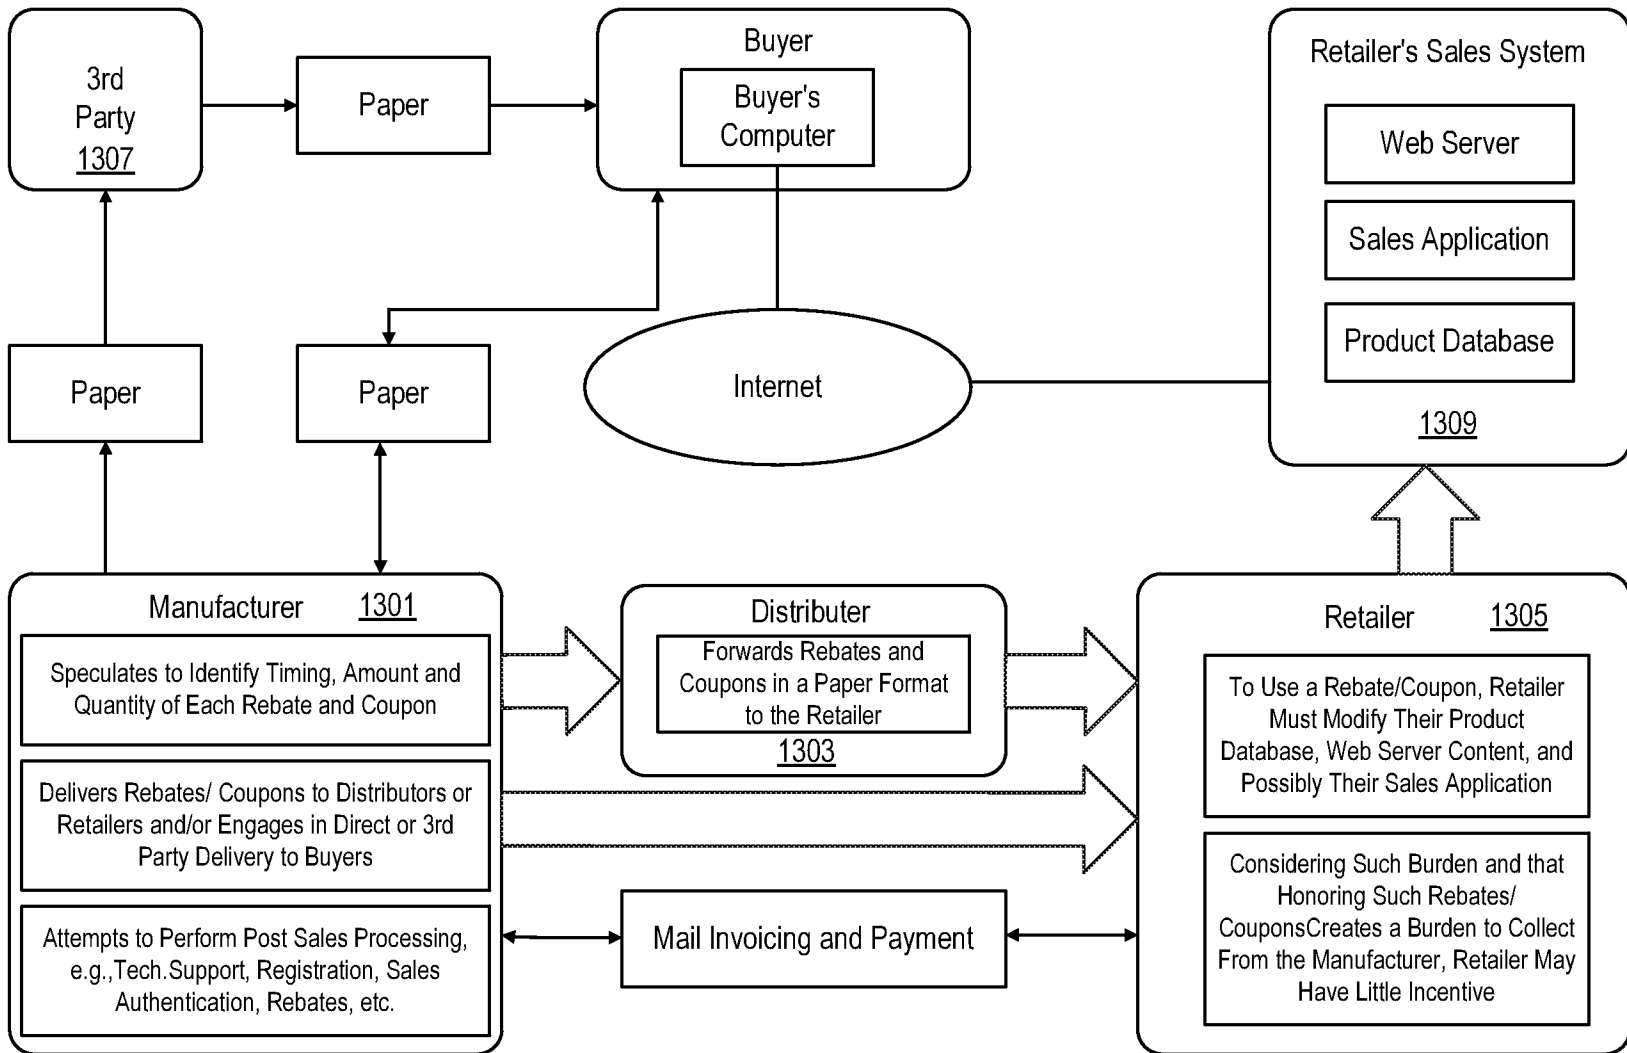 3rd
Party
1307
Paper
Buyer
Buyer's
Computer
Retailer's Sales System
Web Server
Sales Application
Product Database
1309
Paper
Paper
Internet
Manufacturer 1301
Speculates to Identify Timing, Amount and
Quantity of Each Rebate and Coupon
Delivers Rebates/ Coupons to Distributors or
Retailers and/or Engages in Direct or 3rd
Party Delivery to Buyers
Attempts to Perform Post Sales Processing,
e.g.,Tech.Support, Registration, Sales
Authentication, Rebates, etc.
Distributer
Forwards Rebates and
Coupons in a Paper Format
to the Retailer
1303
Mail Invoicing and Payment
Retailer 1305
To Use a Rebate/Coupon, Retailer
Must Modify Their Product
Database, Web Server Content, and
Possibly Their Sales Application
Considering Such Burden and that
Honoring Such Rebates/
CouponsCreates a Burden to Collect
From the Manufacturer, Retailer May
Have Little Incentive